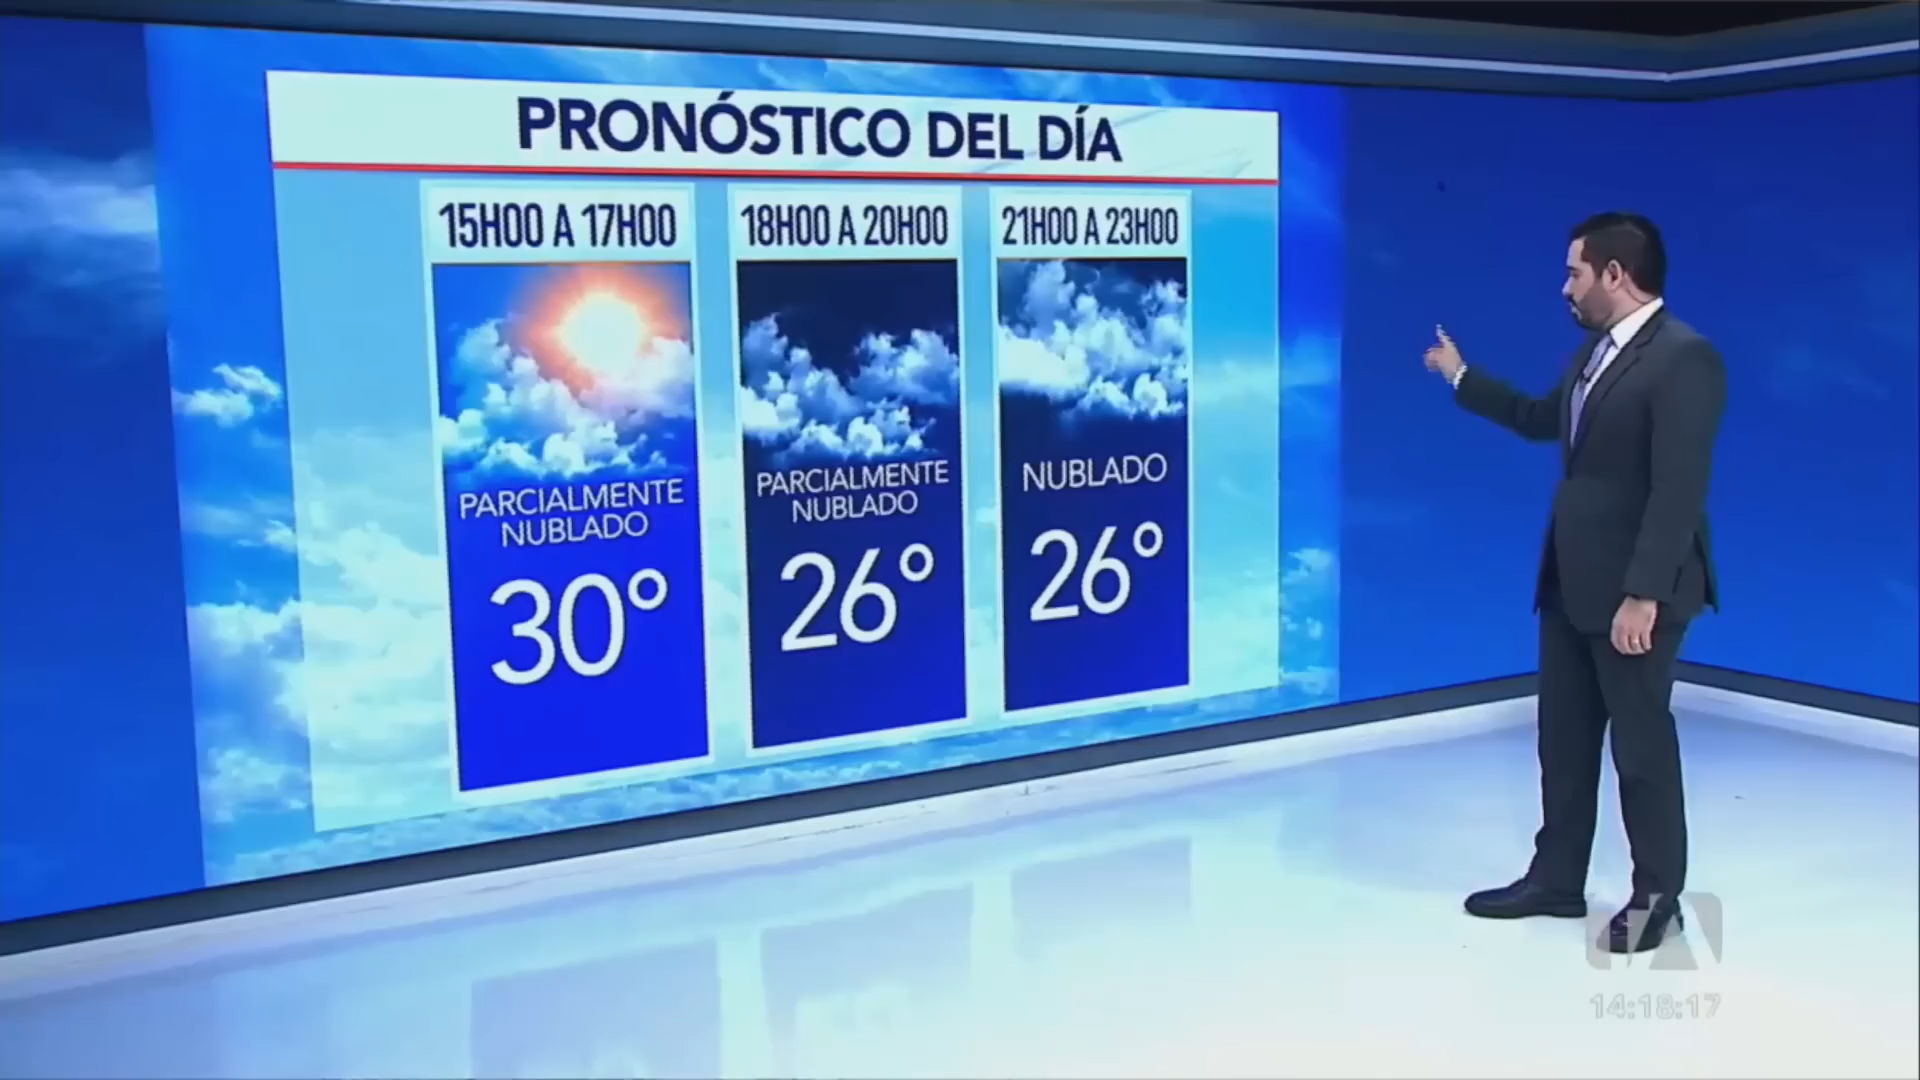 PRONÓSTICO DEL DÍA
15H00 A 17H00
PARCIALMENTE
NUBLADO
30°
18H00 A 20H00
PARCIALMENTE
NUBLADO
26°
21H00 A 23H00
NUBLADO
26°
14:18:17